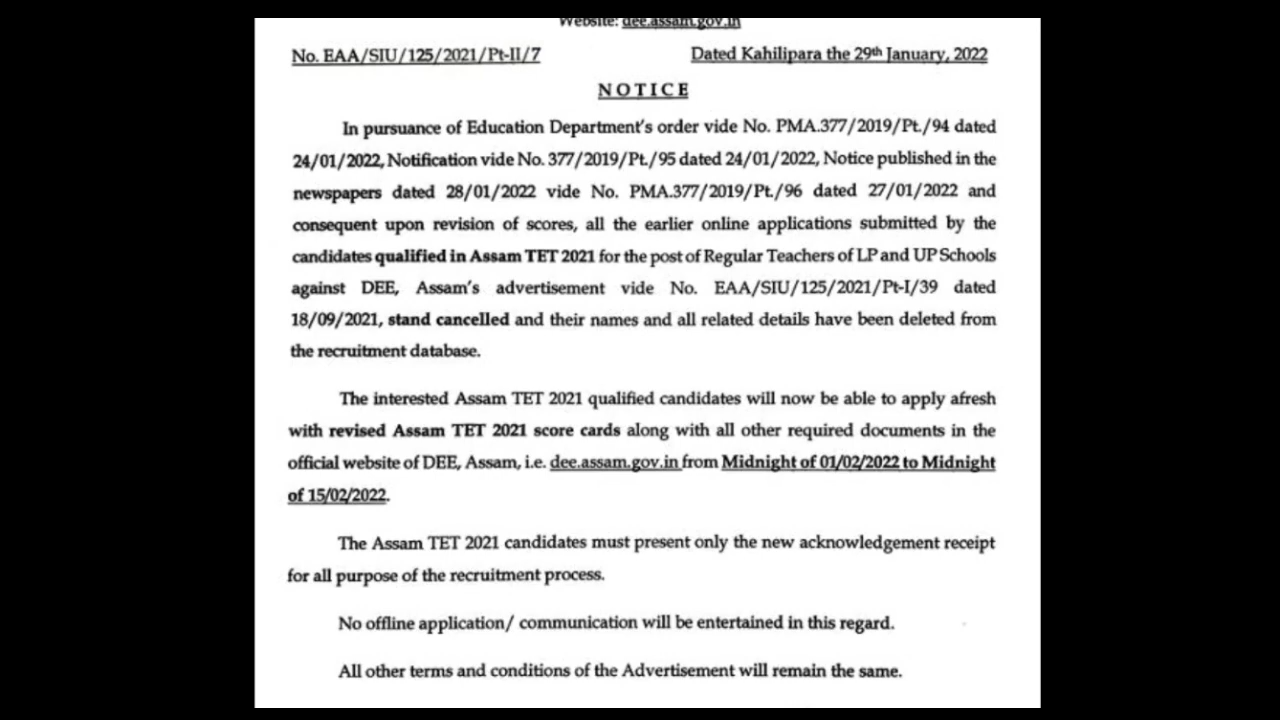 Website: dee.assam.gov.in
No. EAA/SIU/125/2021/Pt-II/7 Dated Kahilipara the 29th January, 2022
NOTICE
In pursuance of Education Department's order vide No. PMA.377/2019/Pt./94 dated
24/01/2022, Notification vide No. 377/2019/Pt./95 dated 24/01/2022, Notice published in the
newspapers dated 28/01/2022 vide No. PMA.377/2019/Pt./96 dated 27/01/2022 and
consequent upon revision of scores, all the earlier online applications submitted by the
candidates qualified in Assam TET 2021 for the post of Regular Teachers of LP and UP Schools
against DEE, Assam's advertisement vide No. EAA/SIU/125/2021/Pt-I/39 dated
18/09/2021, stand cancelled and their names and all related details have been deleted from
the recruitment database.
The interested Assam TET 2021 qualified candidates will now be able to apply afresh
with revised Assam TET 2021 score cards along with all other required documents in the
official website of DEE, Assam, i.e. dee.assam.gov.in from Midnight of 01/02/2022 to Midnight
of 15/02/2022.
The Assam TET 2021 candidates must present only the new acknowledgement receipt
for all purpose of the recruitment process.
No offline application/ communication will be entertained in this regard.
All other terms and conditions of the Advertisement will remain the same.